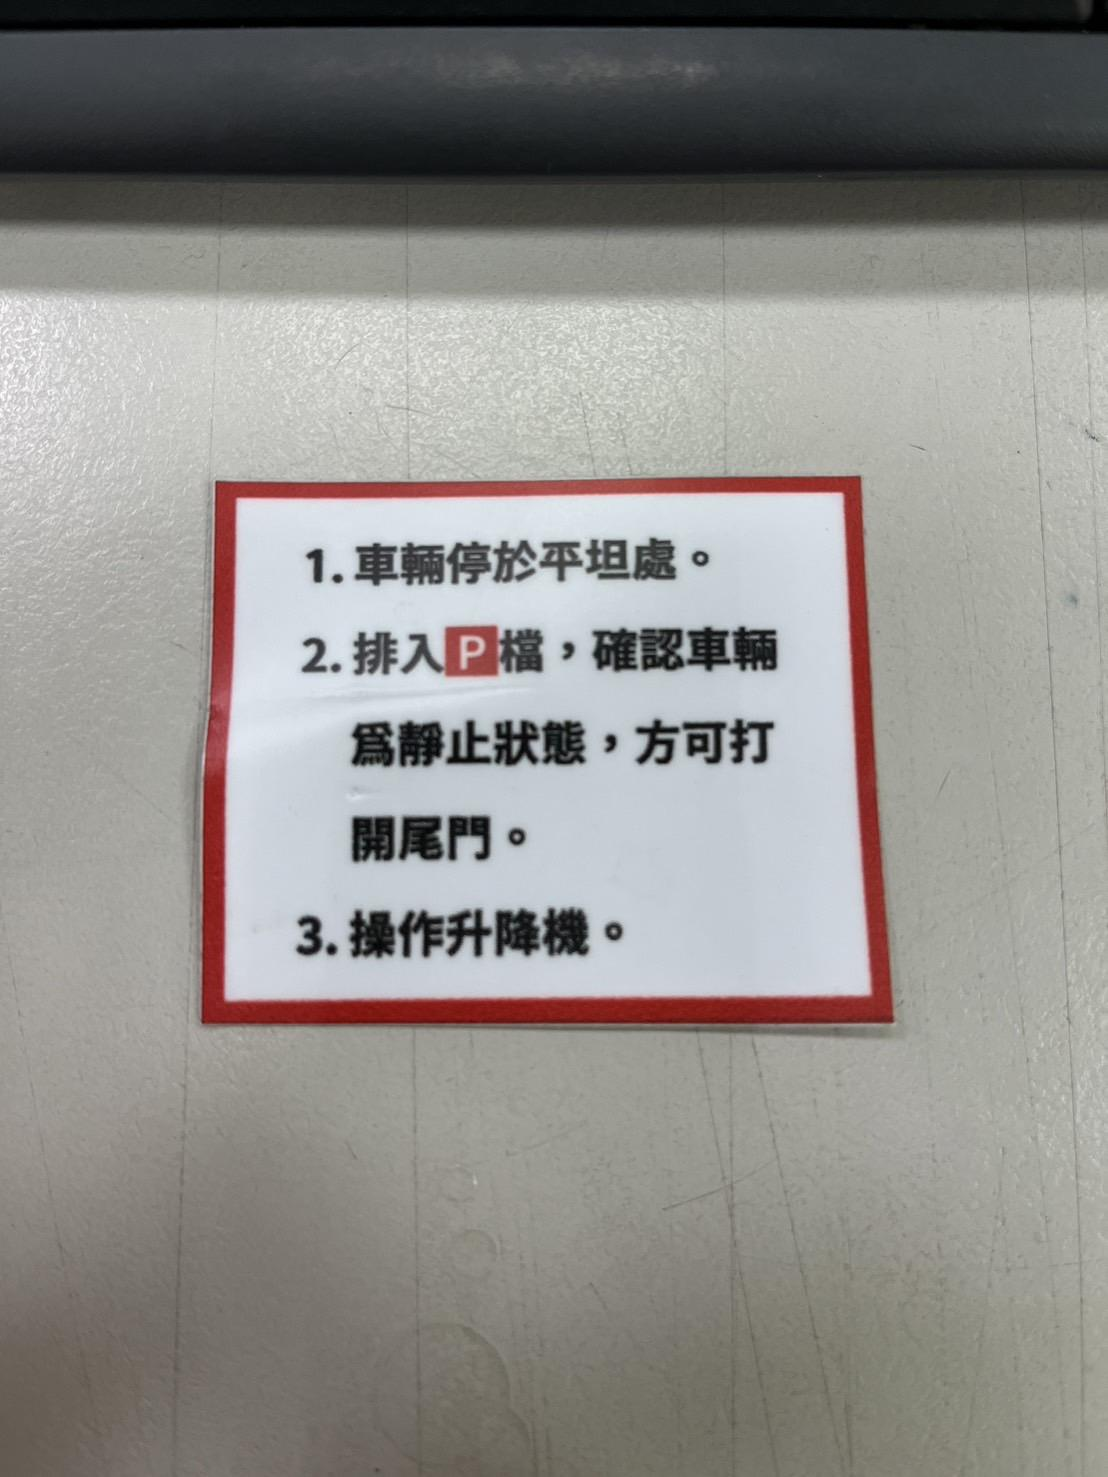 1. 車輛停於平坦處。
2. 排入P檔，確認車輛
爲靜止狀態，方可打
開尾門。
3. 操作升降機。